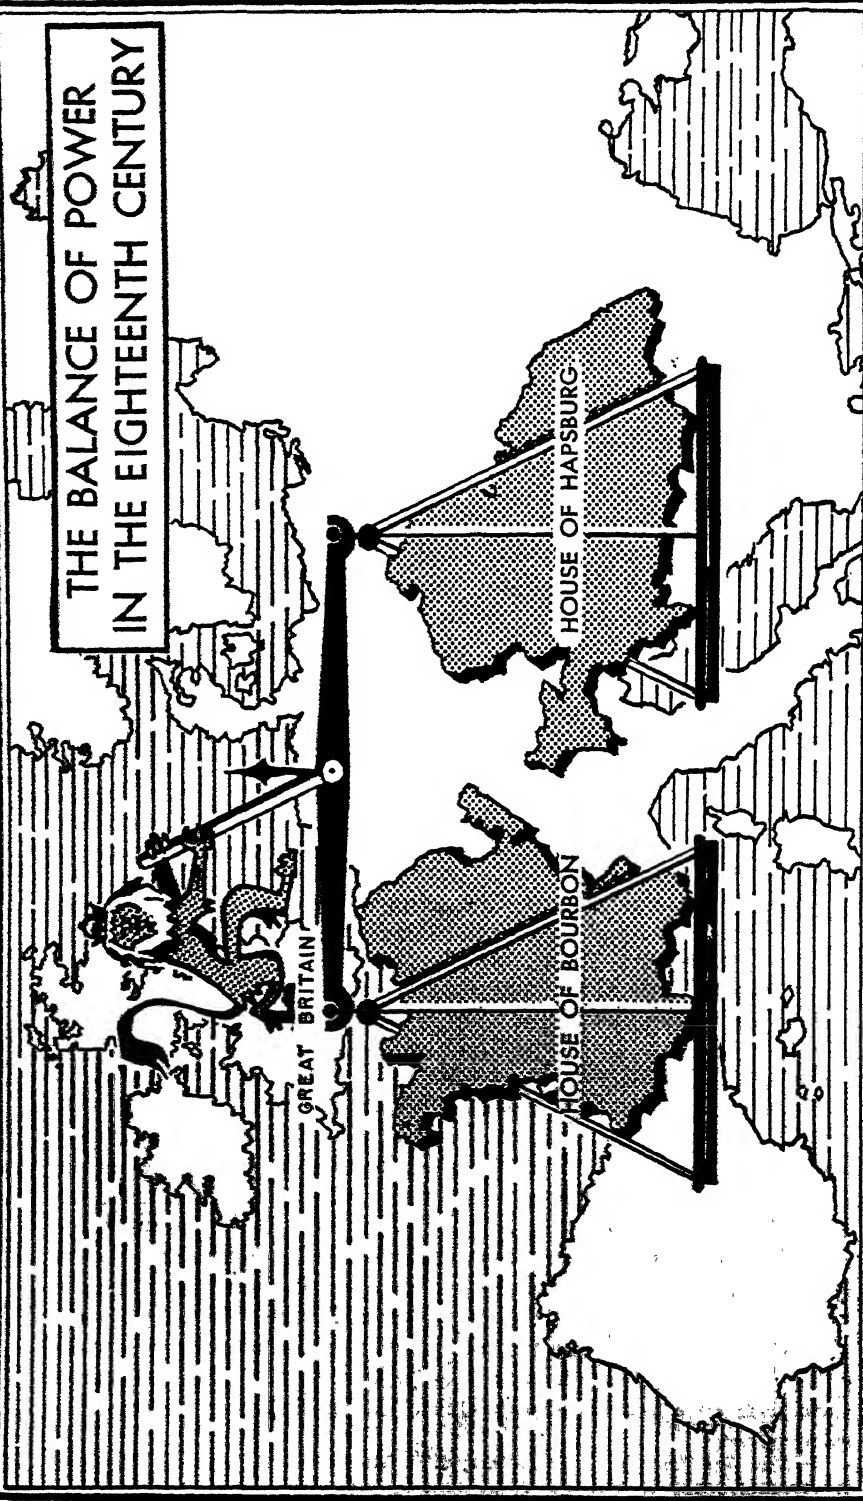 THE BALANCE OF POWER
IN THE EIGHTEENTH CENTURY
GREAT BRITAIN
HOUSE OF BOURBON
HOUSE OF HAPSBURG